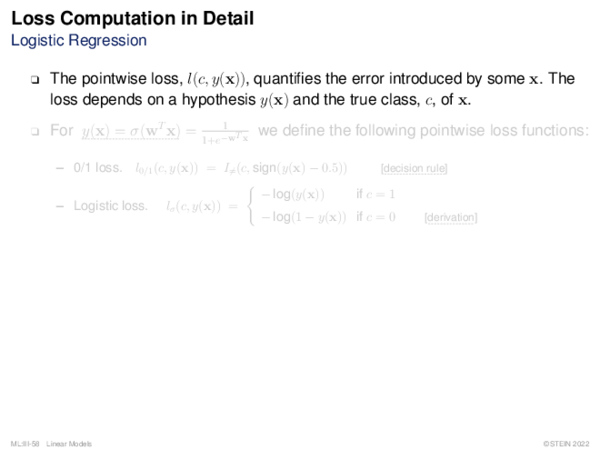 Loss Computation in Detail
Logistic Regression
❑ The pointwise loss, l(c, y(x)), quantifies the error introduced by some x. The
loss depends on a hypothesis y(x) and the true class, c, of x.
❑ For y(x) = σ(w^T x) = 1 / (1+e^{−w^T x}) we define the following pointwise loss functions:
– 0/1 loss. l_{0/1}(c, y(x)) = I_≠(c, sign(y(x) − 0.5)) [decision rule]
– Logistic loss. l_σ(c, y(x)) = { −log(y(x)) if c = 1
−log(1 − y(x)) if c = 0 [derivation]
ML:III-58 Linear Models ©STEIN 2022